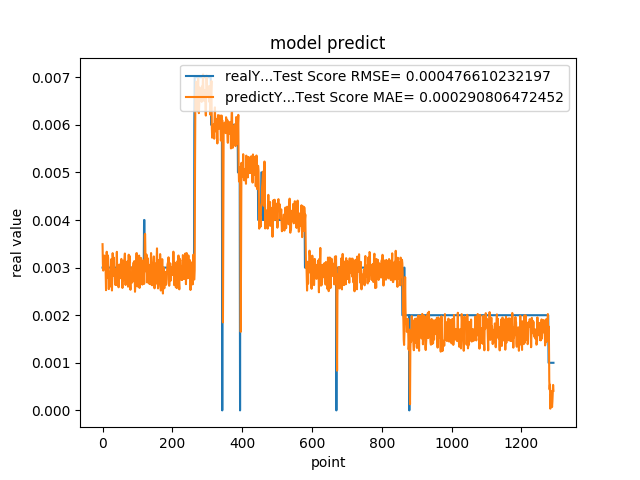 model predict
realY...Test Score RMSE= 0.000476610232197
predictY...Test Score MAE= 0.000290806472452
real value
0.007
0.006
0.005
0.004
0.003
0.002
0.001
0.000
0 200 400 600 800 1000 1200
point